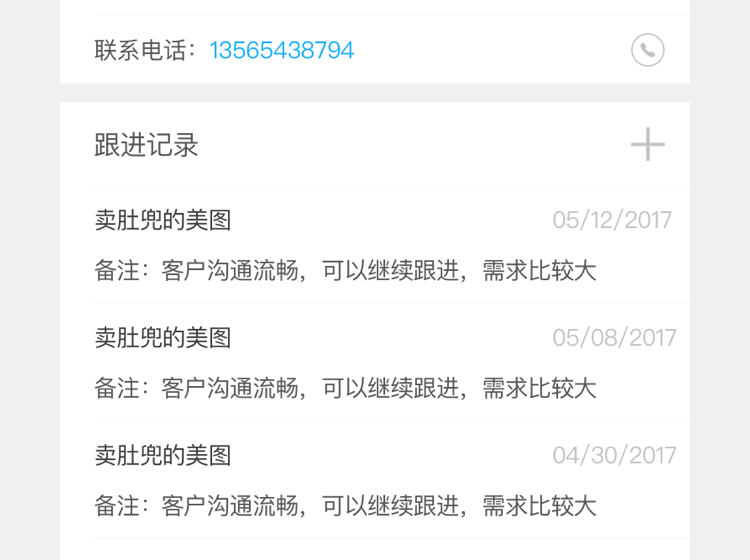 联系电话：13565438794
跟进记录
卖肚兜的美图 05/12/2017
备注：客户沟通流畅，可以继续跟进，需求比较大
卖肚兜的美图 05/08/2017
备注：客户沟通流畅，可以继续跟进，需求比较大
卖肚兜的美图 04/30/2017
备注：客户沟通流畅，可以继续跟进，需求比较大